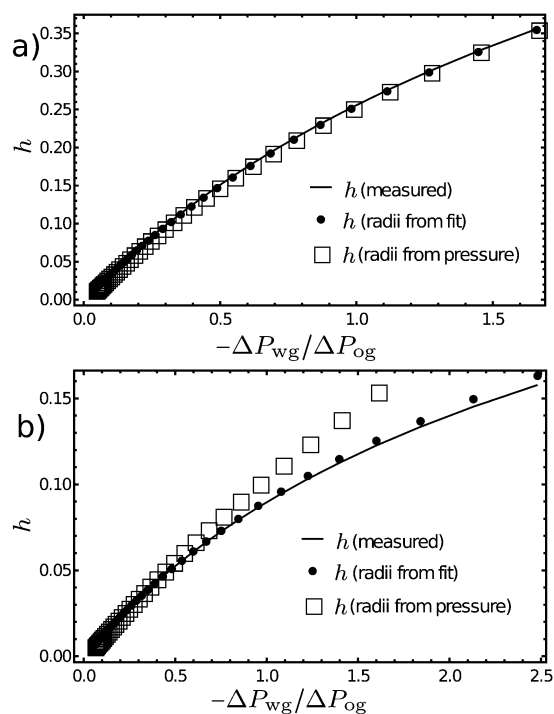 a)
0.35
0.30
0.25
0.20
0.15
0.10
0.05
0.00
h
h (measured)
h (radii from fit)
h (radii from pressure)
0.0 0.5 1.0 1.5
−ΔP_wg/ΔP_og
b)
0.15
0.10
0.05
0.00
h
h (measured)
h (radii from fit)
h (radii from pressure)
0.0 0.5 1.0 1.5 2.0 2.5
−ΔP_wg/ΔP_og